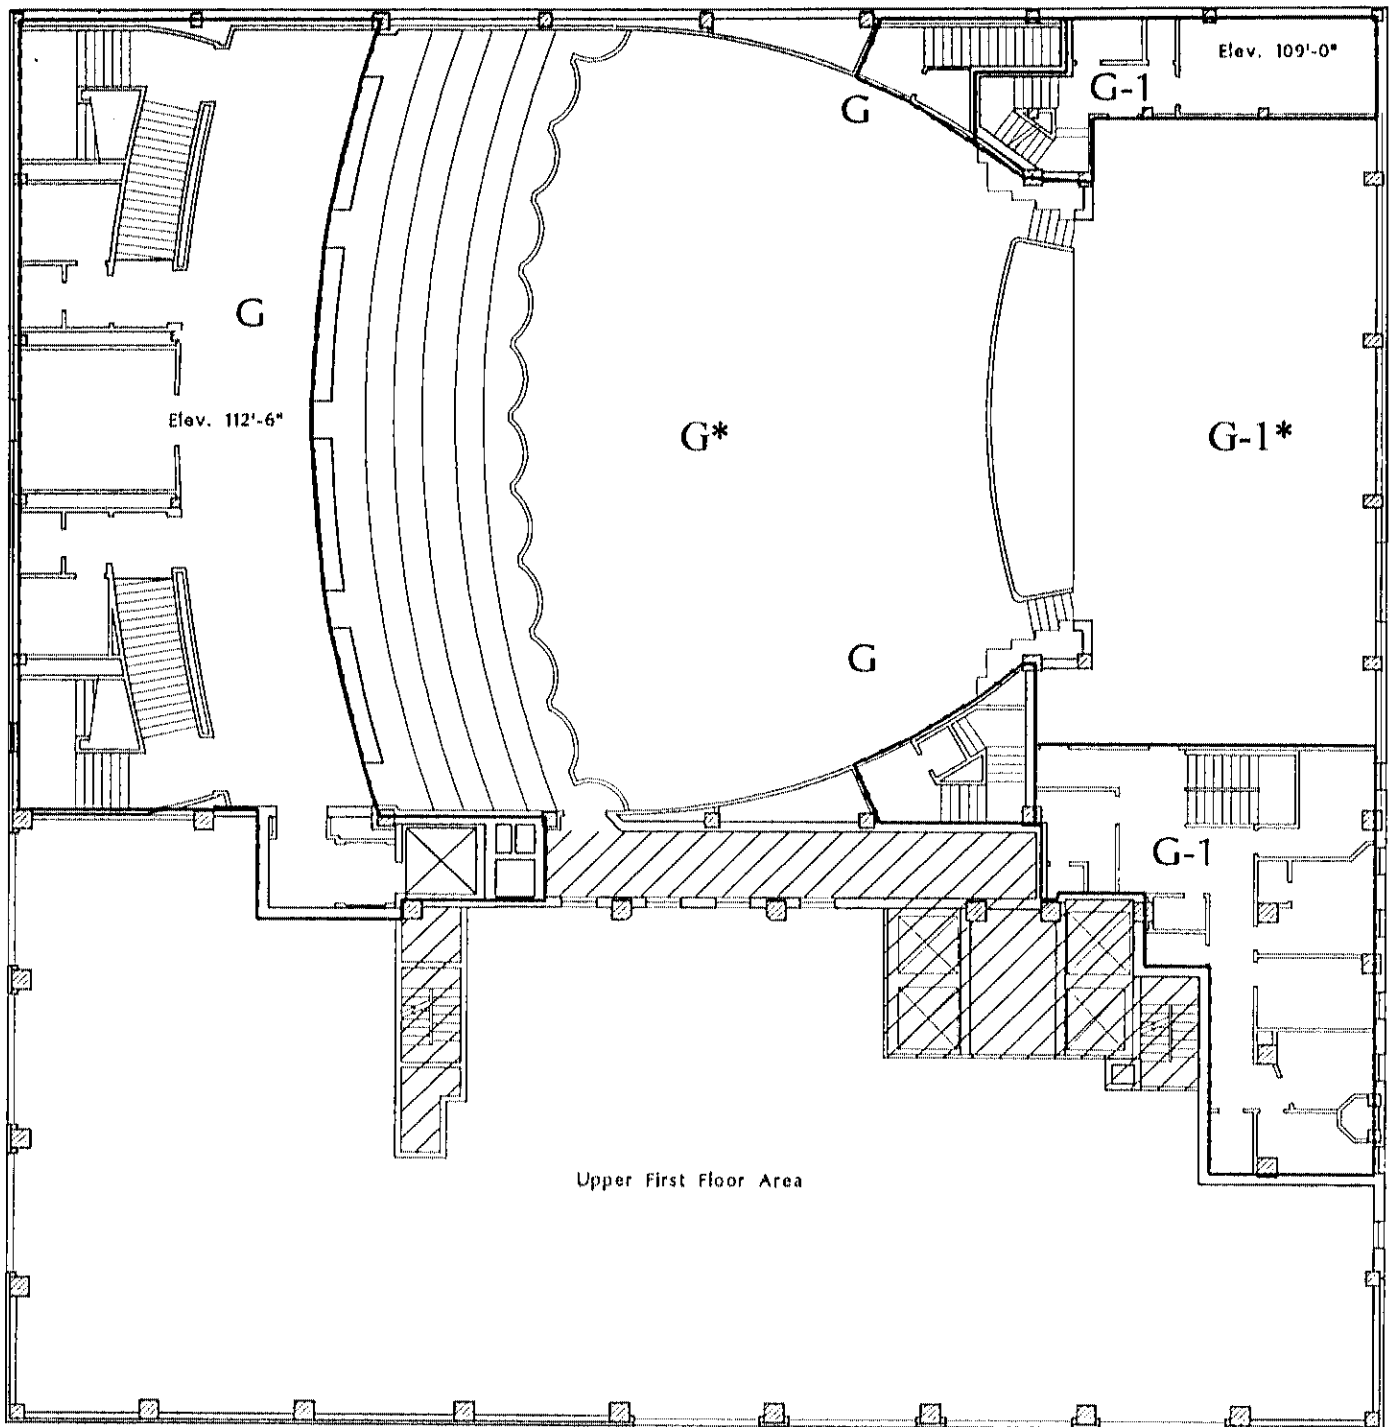 Elev. 109'-0"
G-1
G
G
Elev. 112'-6"
G*
G-1*
G
G-1
Upper First Floor Area